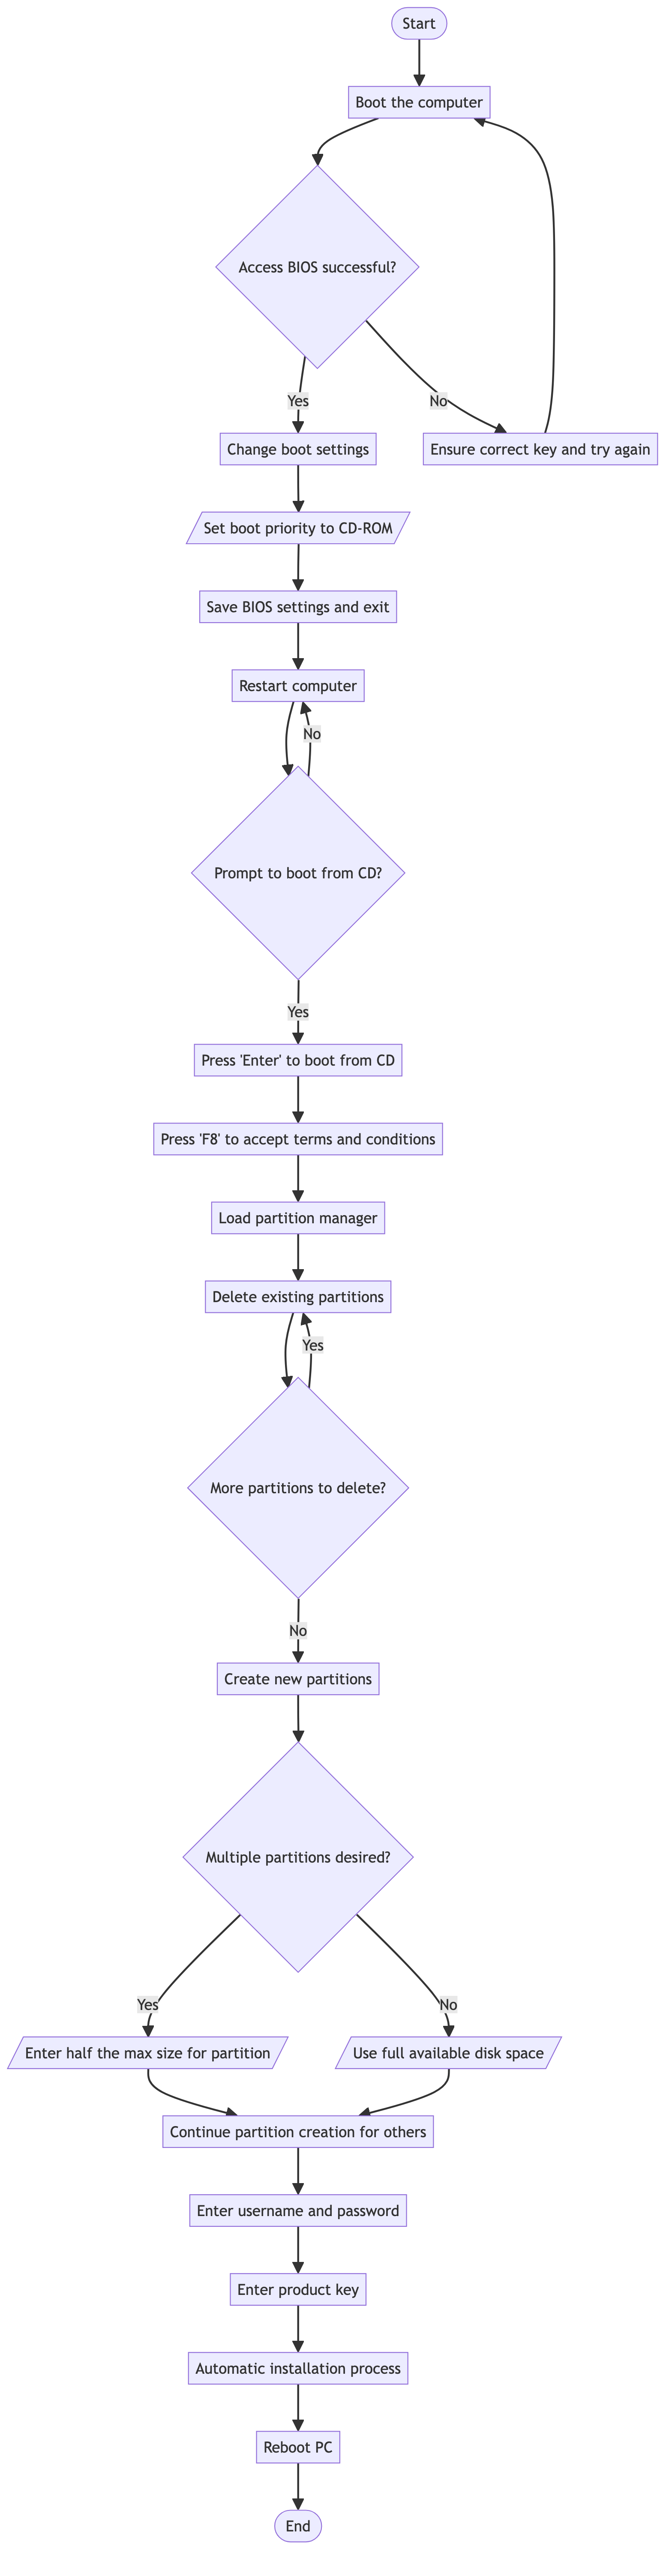 Start
Boot the computer
Access BIOS successful?
Yes
No
Change boot settings
Ensure correct key and try again
Set boot priority to CD-ROM
Save BIOS settings and exit
Restart computer
No
Prompt to boot from CD?
Yes
Press 'Enter' to boot from CD
Press 'F8' to accept terms and conditions
Load partition manager
Delete existing partitions
Yes
More partitions to delete?
No
Create new partitions
Multiple partitions desired?
Yes
No
Enter half the max size for partition
Use full available disk space
Continue partition creation for others
Enter username and password
Enter product key
Automatic installation process
Reboot PC
End